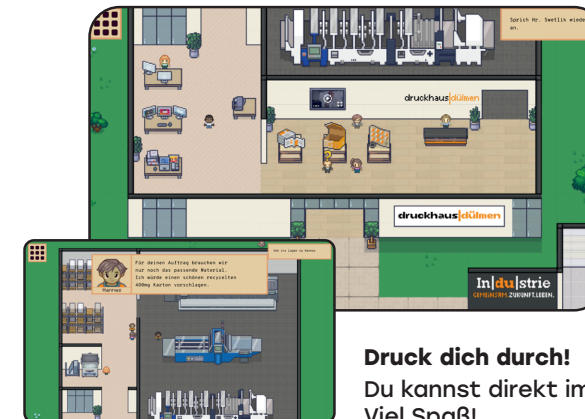 Sprich Hr. Swetlik wieder
an.
druckhaus|dülmen
druckhaus|dülmen
In|du|strie
GEMEINSAM.ZUKUNFT.LEBEN.
Für deinen Auftrag brauchen wir
nur noch das passende Material.
Ich würde einen schönen recycelten
400mg Karton vorschlagen.
Hannes
Druck dich durch!
Du kannst direkt im
Viel Spaß!